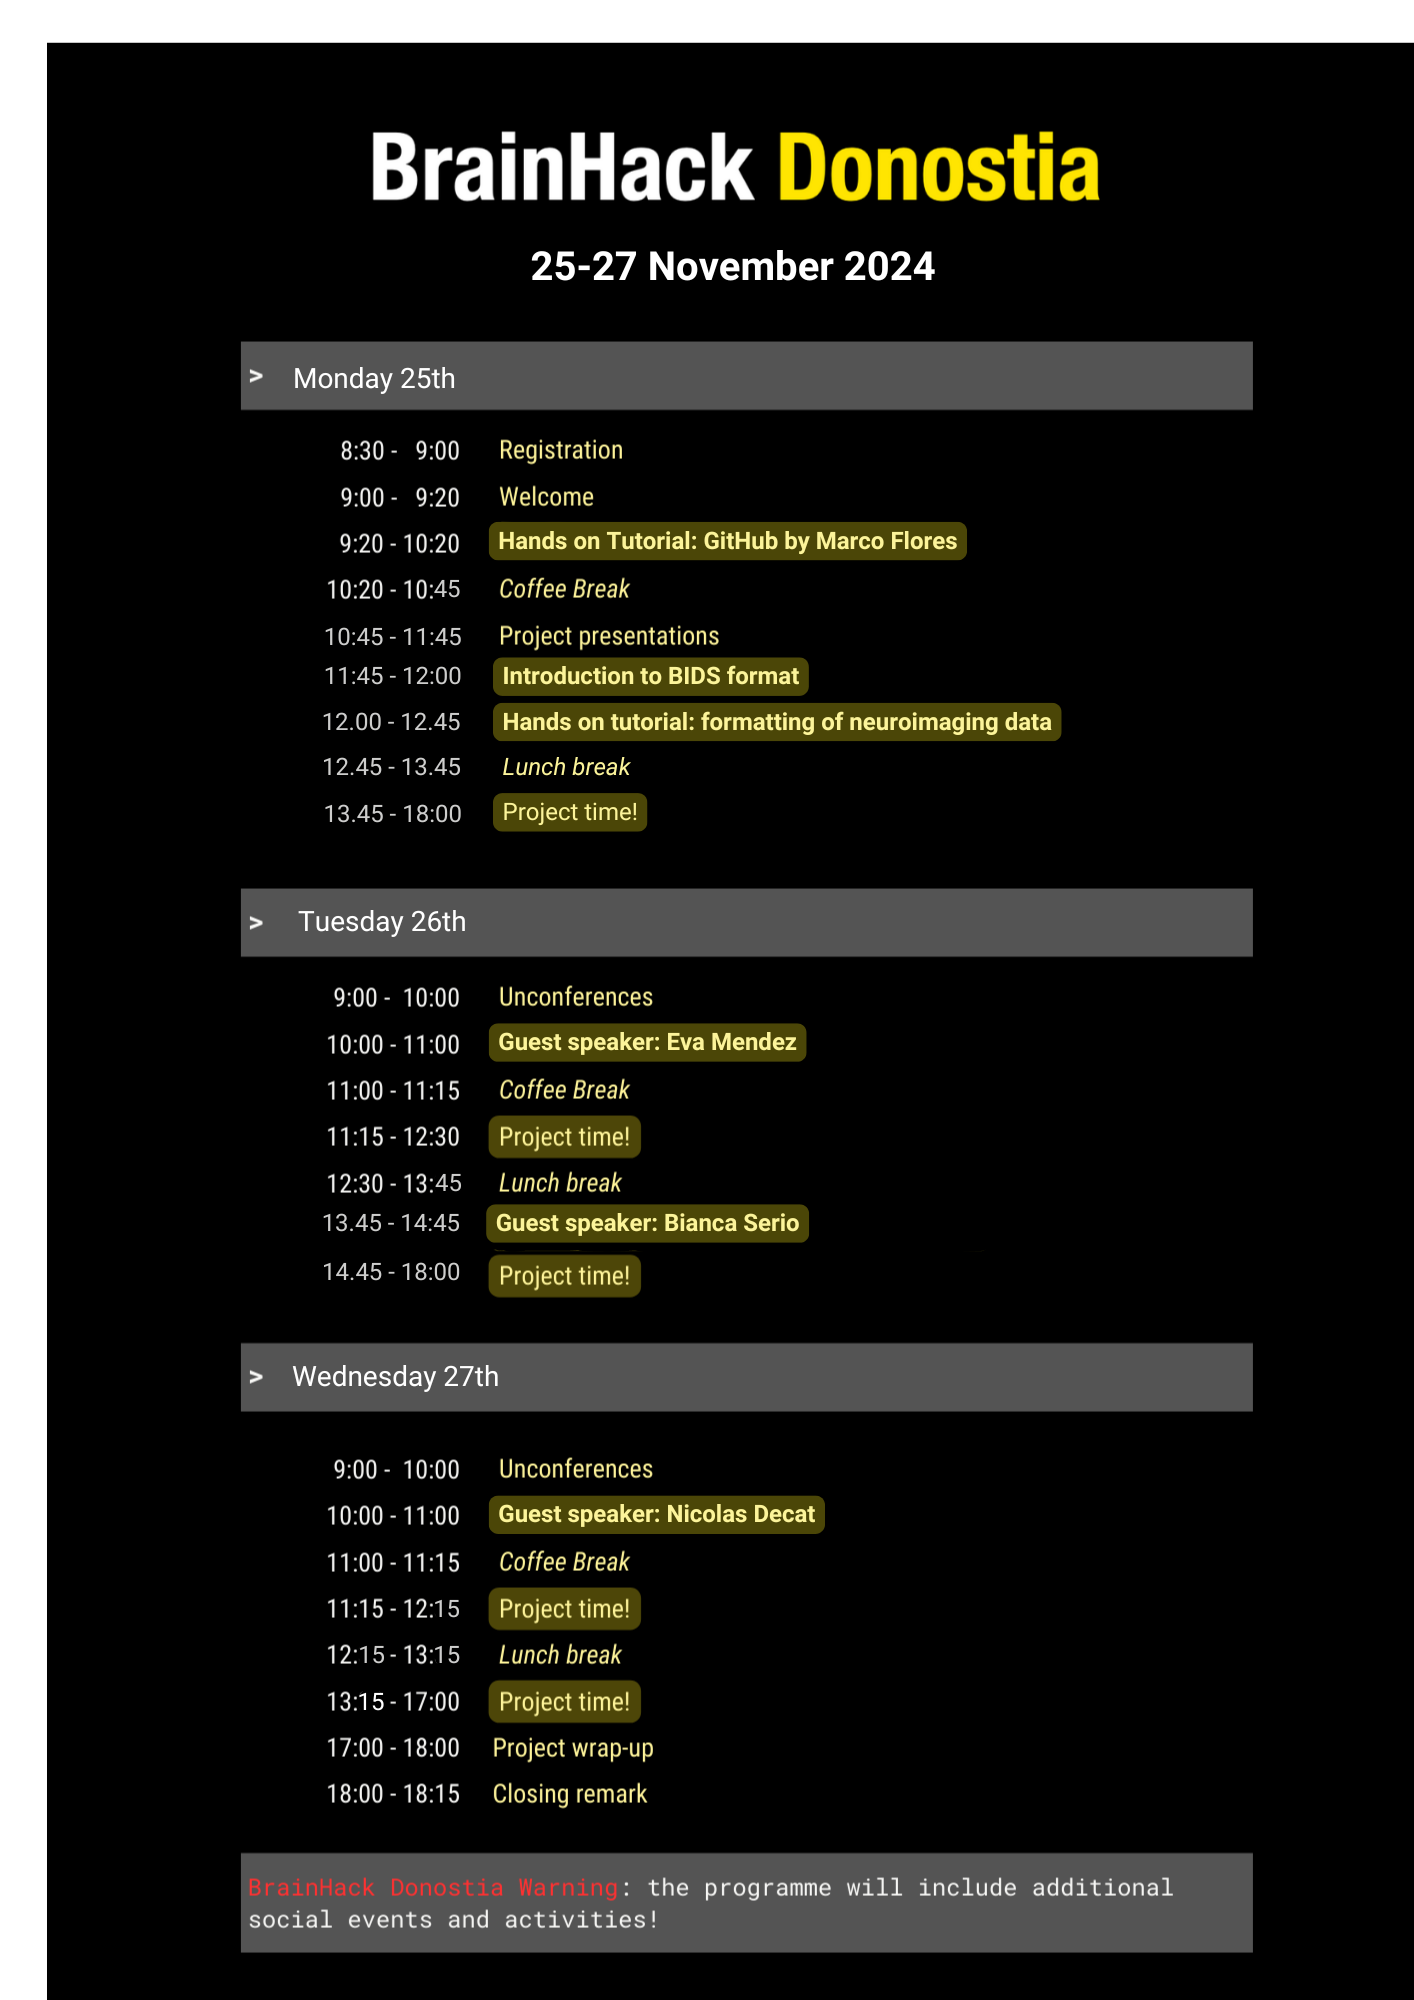 BrainHack Donostia
25-27 November 2024
> Monday 25th
8:30 - 9:00 Registration
9:00 - 9:20 Welcome
9:20 - 10:20 Hands on Tutorial: GitHub by Marco Flores
10:20 - 10:45 Coffee Break
10:45 - 11:45 Project presentations
11:45 - 12:00 Introduction to BIDS format
12.00 - 12.45 Hands on tutorial: formatting of neuroimaging data
12.45 - 13.45 Lunch break
13.45 - 18:00 Project time!
> Tuesday 26th
9:00 - 10:00 Unconferences
10:00 - 11:00 Guest speaker: Eva Mendez
11:00 - 11:15 Coffee Break
11:15 - 12:30 Project time!
12:30 - 13:45 Lunch break
13.45 - 14:45 Guest speaker: Bianca Serio
14.45 - 18:00 Project time!
> Wednesday 27th
9:00 - 10:00 Unconferences
10:00 - 11:00 Guest speaker: Nicolas Decat
11:00 - 11:15 Coffee Break
11:15 - 12:15 Project time!
12:15 - 13:15 Lunch break
13:15 - 17:00 Project time!
17:00 - 18:00 Project wrap-up
18:00 - 18:15 Closing remark
BrainHack Donostia Warning: the programme will include additional
social events and activities!